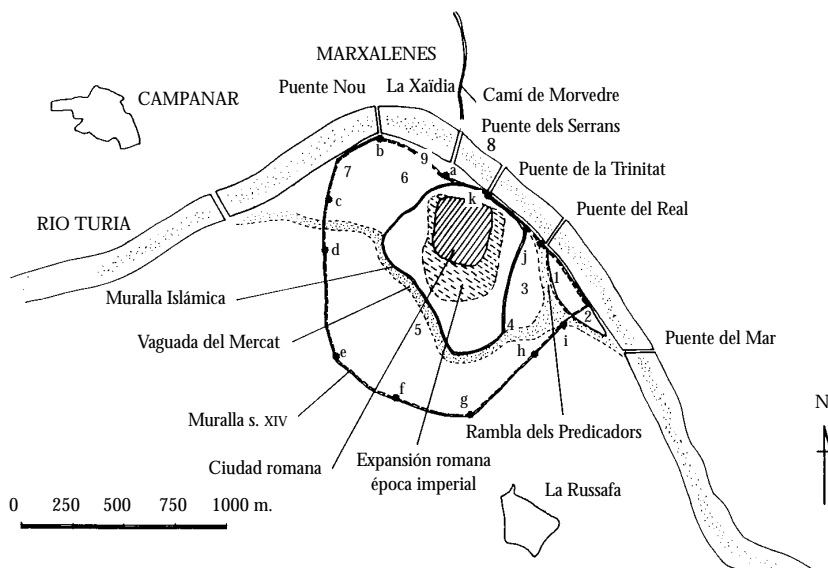 MARXALENES
Puente Nou
La Xaïdia
Camí de Morvedre
CAMPANAR
Puente dels Serrans
8
b
9
a
Puente de la Trinitat
7
6
k
c
Puente del Real
RIO TURIA
d
j
1
Muralla Islámica
3
Vaguada del Mercat
5
4
2
i
Puente del Mar
e
h
f
g
Muralla s. XIV
Rambla dels Predicadors
N
Ciudad romana
Expansión romana
época imperial
La Russafa
0 250 500 750 1000 m.